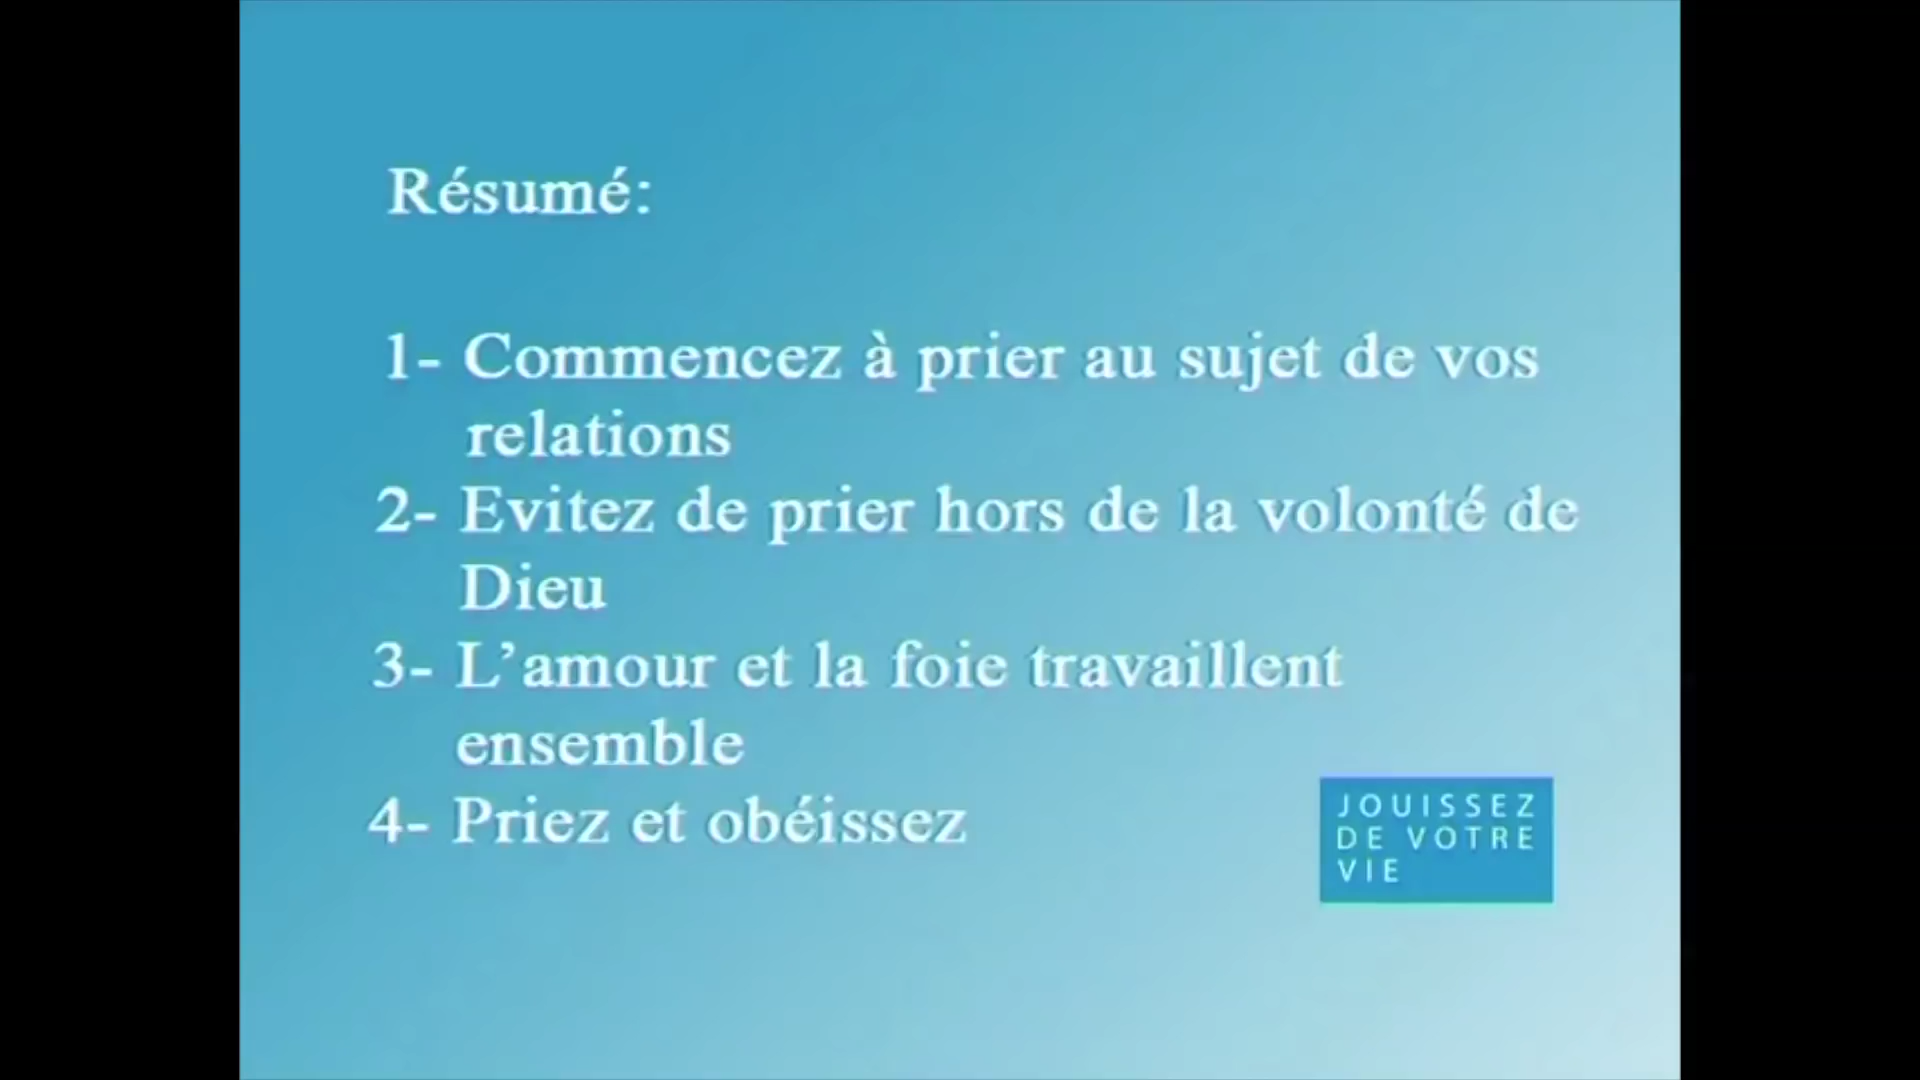 Résumé:
1- Commencez à prier au sujet de vos
relations
2- Evitez de prier hors de la volonté de
Dieu
3- L’amour et la foie travaillent
ensemble
4- Priez et obéissez
JOUISSEZ
DE VOTRE
VIE